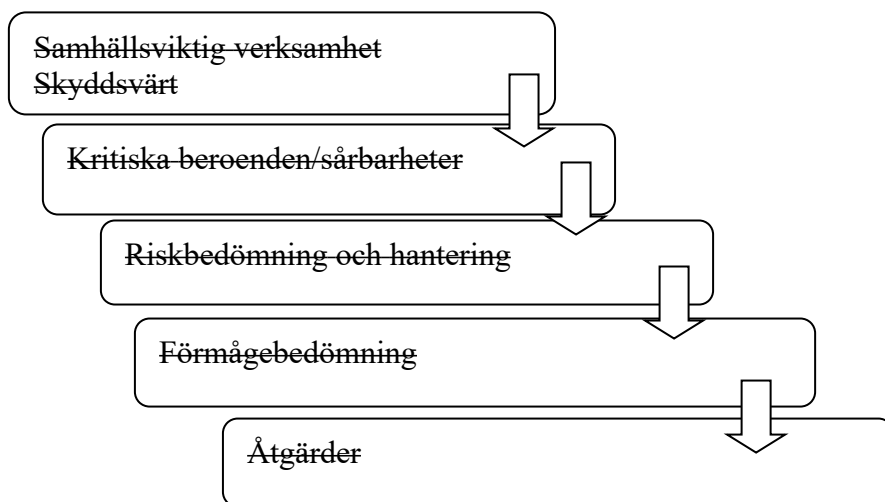 Samhällsviktig verksamhet
Skyddsvärt
Kritiska beroenden/sårbarheter
Riskbedömning och hantering
Förmågebedömning
Åtgärder